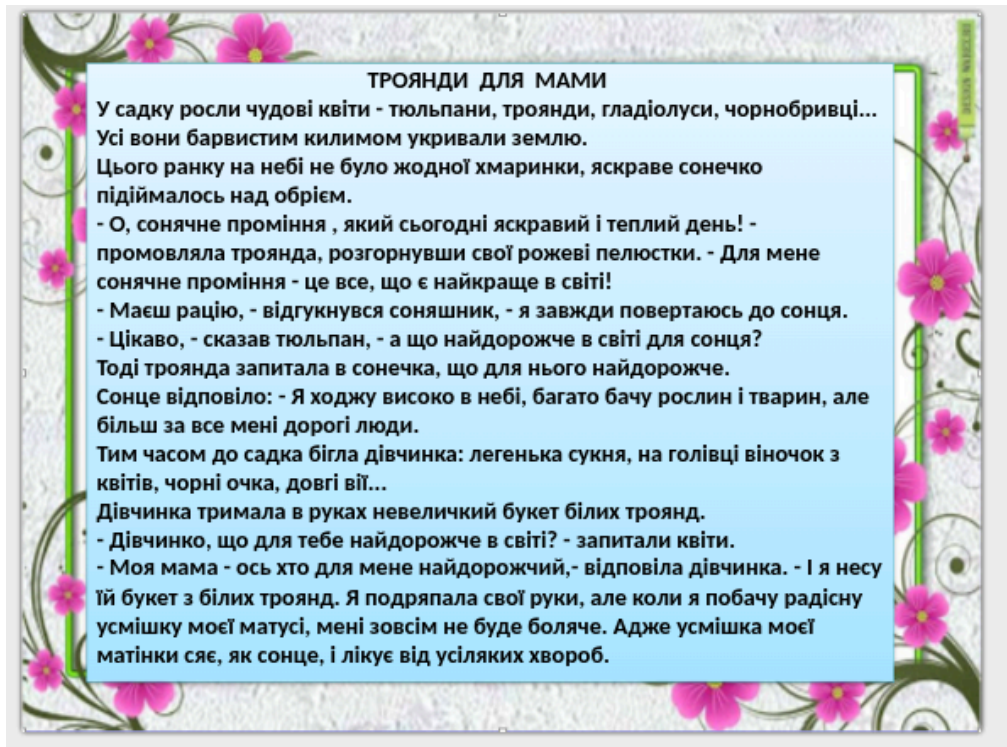 ТРОЯНДИ ДЛЯ МАМИ
У садку росли чудові квіти - тюльпани, троянди, гладіолуси, чорнобривці...
Усі вони барвистим килимом укривали землю.
Цього ранку на небі не було жодної хмаринки, яскраве сонечко
підіймалось над обрієм.
- О, сонячне проміння , який сьогодні яскравий і теплий день! -
промовляла троянда, розгорнувши свої рожеві пелюстки. - Для мене
сонячне проміння - це все, що є найкраще в світі!
- Маєш рацію, - відгукнувся соняшник, - я завжди повертаюсь до сонця.
- Цікаво, - сказав тюльпан, - а що найдорожче в світі для сонця?
Тоді троянда запитала в сонечка, що для нього найдорожче.
Сонце відповіло: - Я ходжу високо в небі, багато бачу рослин і тварин, але
більш за все мені дорогі люди.
Тим часом до садка бігла дівчинка: легенька сукня, на голівці віночок з
квітів, чорні очка, довгі вії...
Дівчинка тримала в руках невеличкий букет білих троянд.
- Дівчинко, що для тебе найдорожче в світі? - запитали квіти.
- Моя мама - ось хто для мене найдорожчий,- відповіла дівчинка. - І я несу
їй букет з білих троянд. Я подряпала свої руки, але коли я побачу радісну
усмішку моєї матусі, мені зовсім не буде боляче. Адже усмішка моєї
матінки сяє, як сонце, і лікує від усіляких хвороб.